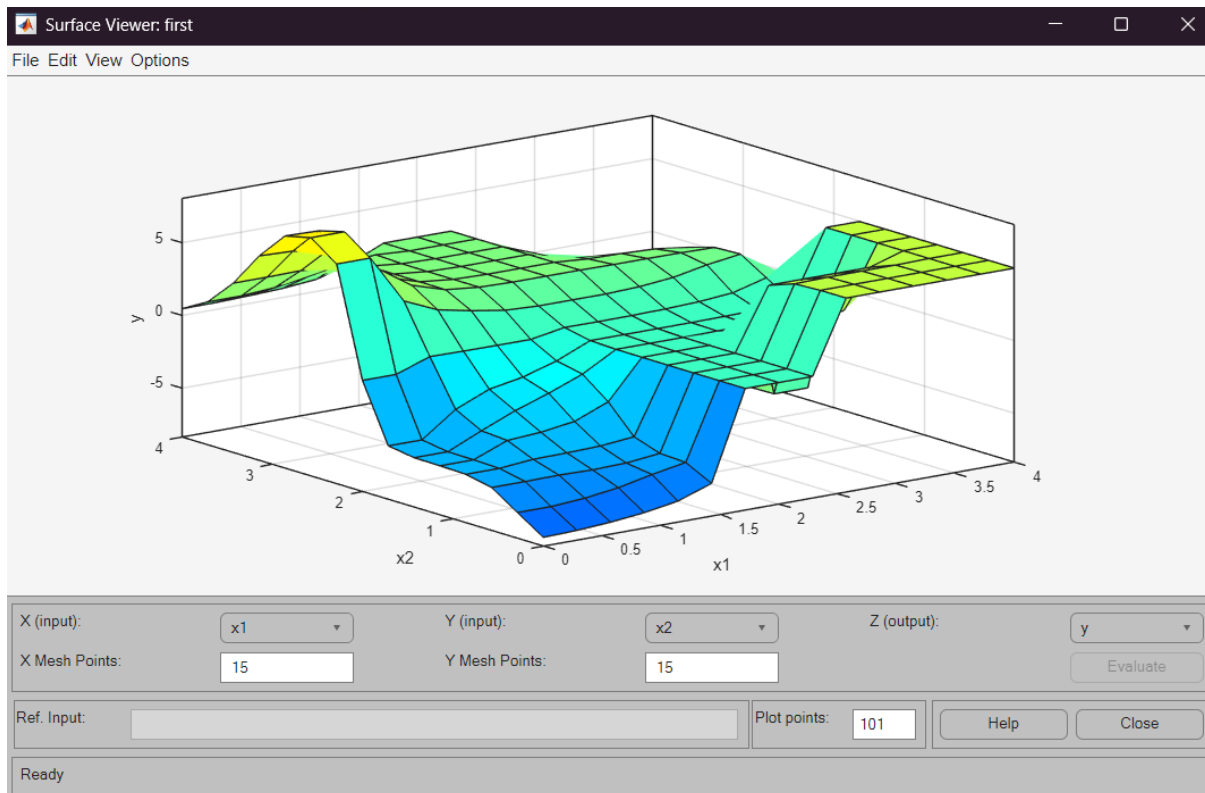 Surface Viewer: first
File Edit View Options
5
0
-5
y
4
3
2
1
0
x2
0
0.5
1
1.5
2
2.5
3
3.5
4
x1
X (input):
x1
Y (input):
x2
Z (output):
y
X Mesh Points:
15
Y Mesh Points:
15
Evaluate
Ref. Input:
Plot points:
101
Help
Close
Ready